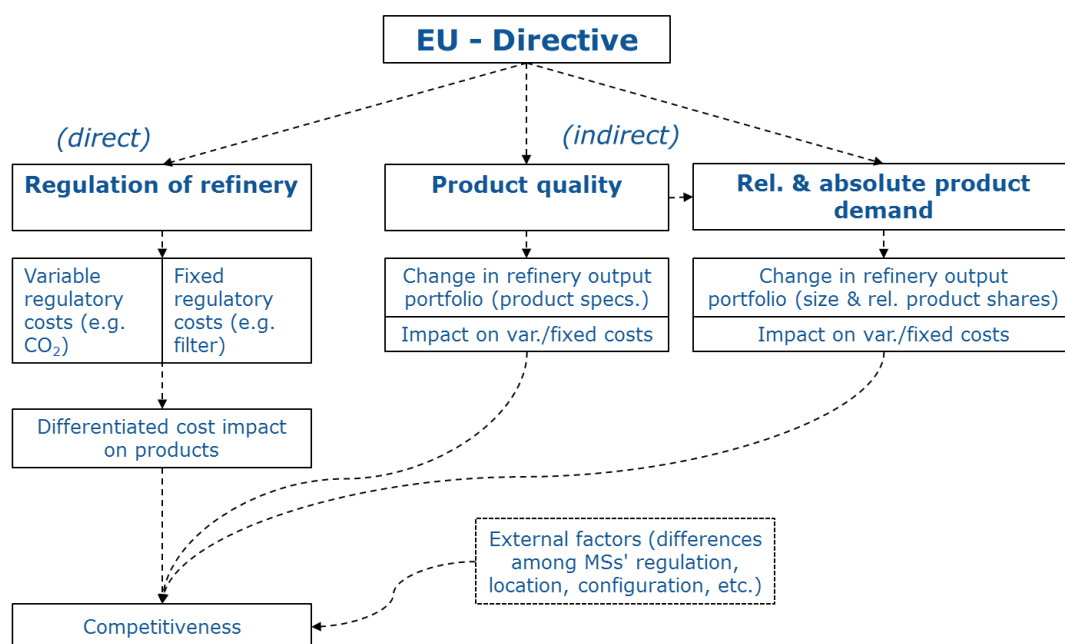 EU - Directive
(direct)
(indirect)
Regulation of refinery
Product quality
Rel. & absolute product
demand
Variable
regulatory
costs (e.g.
CO₂)
Fixed
regulatory
costs (e.g.
filter)
Change in refinery output
portfolio (product specs.)
Impact on var./fixed costs
Change in refinery output
portfolio (size & rel. product shares)
Impact on var./fixed costs
Differentiated cost impact
on products
External factors (differences
among MSs' regulation,
location, configuration, etc.)
Competitiveness